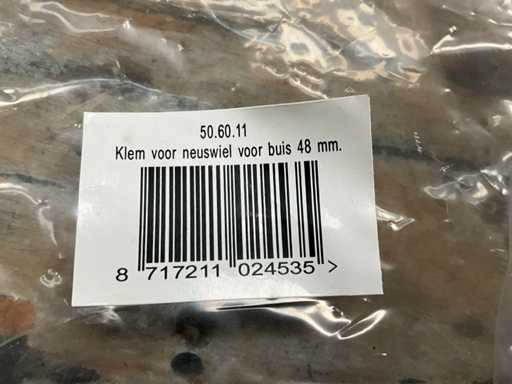 50.60.11
Klem voor neuswiel voor buis 48 mm.
8 717211 024535 >